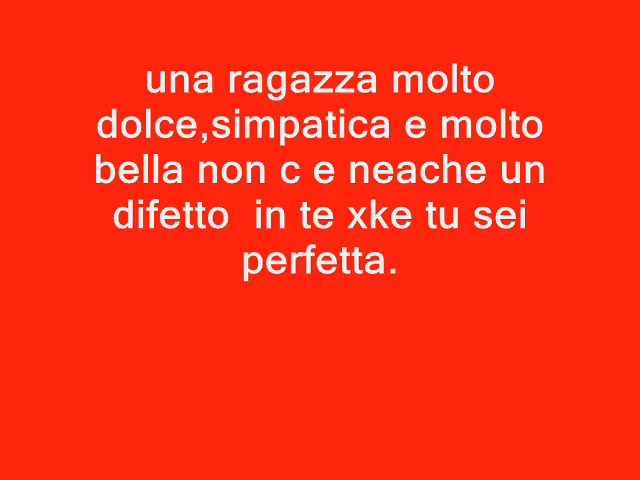 una ragazza molto
dolce,simpatica e molto
bella non c e neache un
difetto  in te xke tu sei
perfetta.